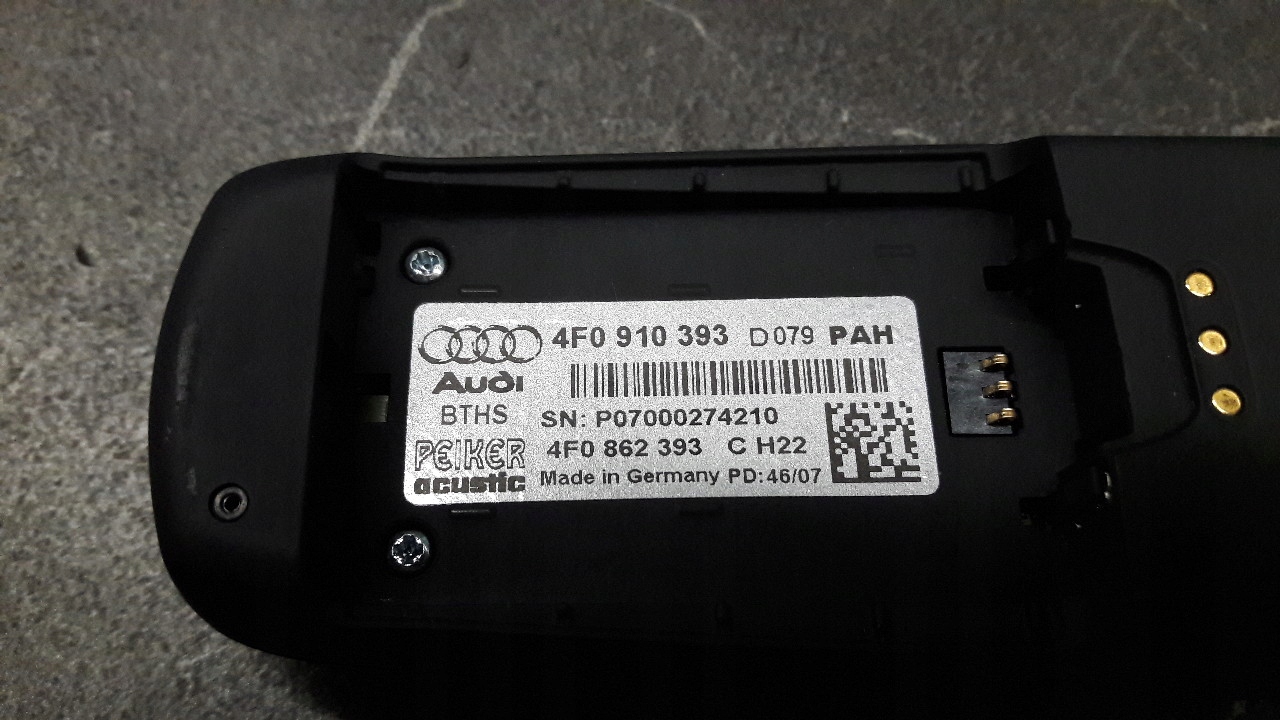 4F0 910 393 D 079 PAH
Audi
BTHS
SN: P07000274210
PEIKER acustic
4F0 862 393 C H22
Made in Germany PD: 46/07